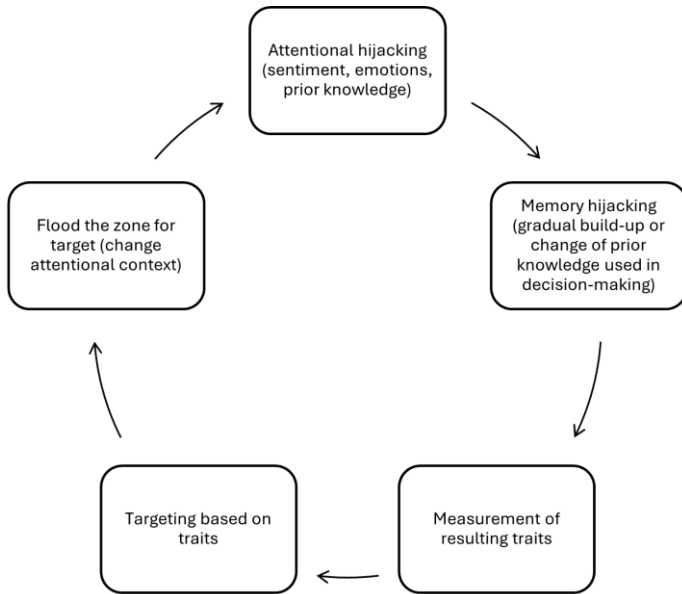 Attentional hijacking
(sentiment, emotions,
prior knowledge)
Memory hijacking
(gradual build-up or
change of prior
knowledge used in
decision-making)
Measurement of
resulting traits
Targeting based on
traits
Flood the zone for
target (change
attentional context)